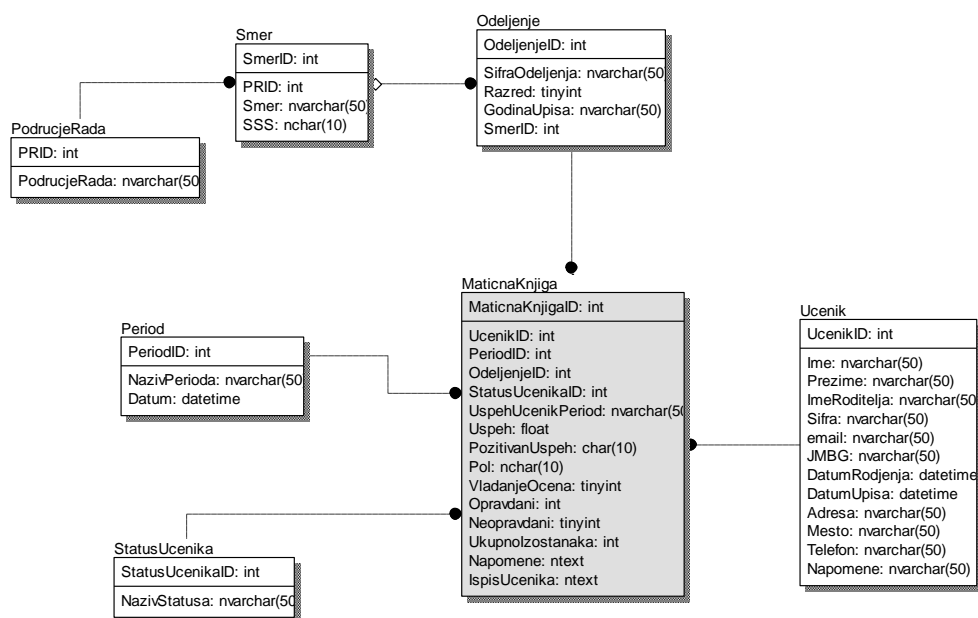 Smer
SmerID: int
PRID: int
Smer: nvarchar(50)
SSS: nchar(10)
Odeljenje
OdeljenjeID: int
SifraOdeljenja: nvarchar(50
Razred: tinyint
GodinaUpisa: nvarchar(50)
SmerID: int
PodrucjeRada
PRID: int
PodrucjeRada: nvarchar(50
MaticnaKnjiga
MaticnaKnjigaID: int
UcenikID: int
PeriodID: int
OdeljenjeID: int
StatusUcenikaID: int
UspehUcenikPeriod: nvarchar(50
Uspeh: float
PozitivanUspeh: char(10)
Pol: nchar(10)
VladanjeOcena: tinyint
Opravdani: int
Neopravdani: tinyint
UkupnoIzostanaka: int
Napomene: ntext
IspisUcenika: ntext
Period
PeriodID: int
NazivPerioda: nvarchar(50
Datum: datetime
StatusUcenika
StatusUcenikaID: int
NazivStatusa: nvarchar(50
Ucenik
UcenikID: int
Ime: nvarchar(50)
Prezime: nvarchar(50)
ImeRoditelja: nvarchar(50
Sifra: nvarchar(50)
email: nvarchar(50)
JMBG: nvarchar(50)
DatumRodjenja: datetime
DatumUpisa: datetime
Adresa: nvarchar(50)
Mesto: nvarchar(50)
Telefon: nvarchar(50)
Napomene: nvarchar(50)